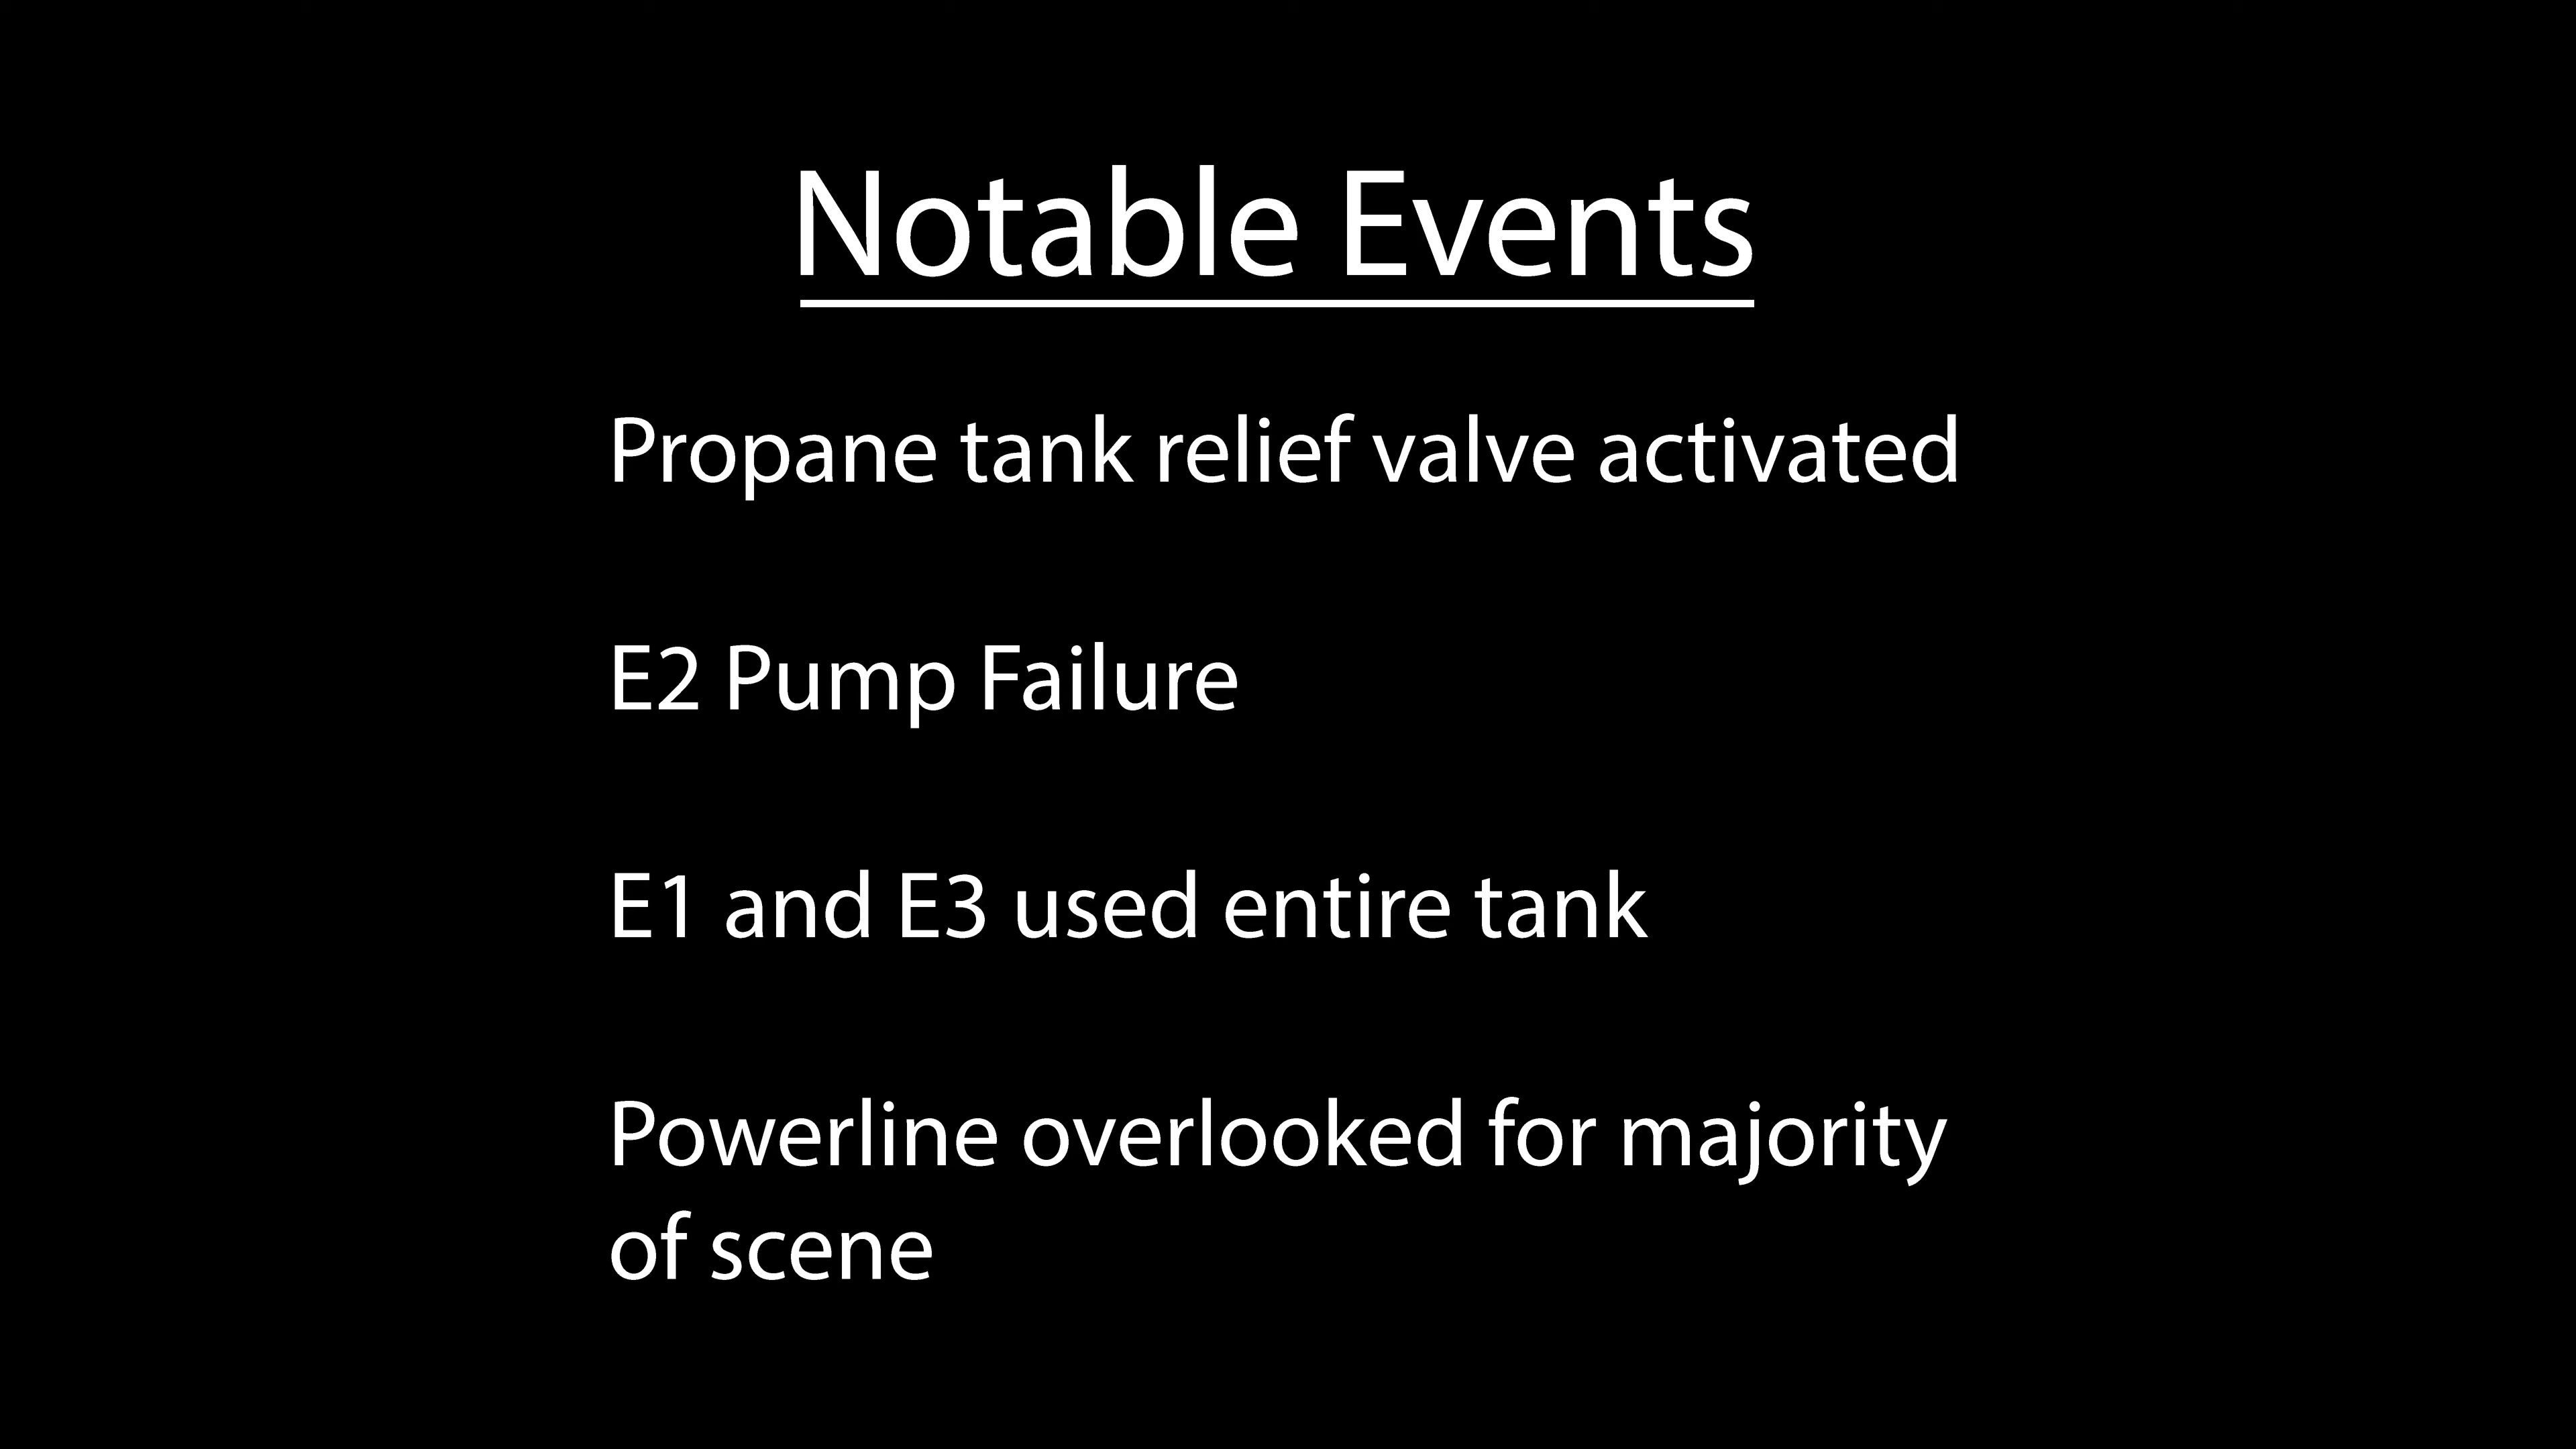 Notable Events
Propane tank relief valve activated
E2 Pump Failure
E1 and E3 used entire tank
Powerline overlooked for majority
of scene